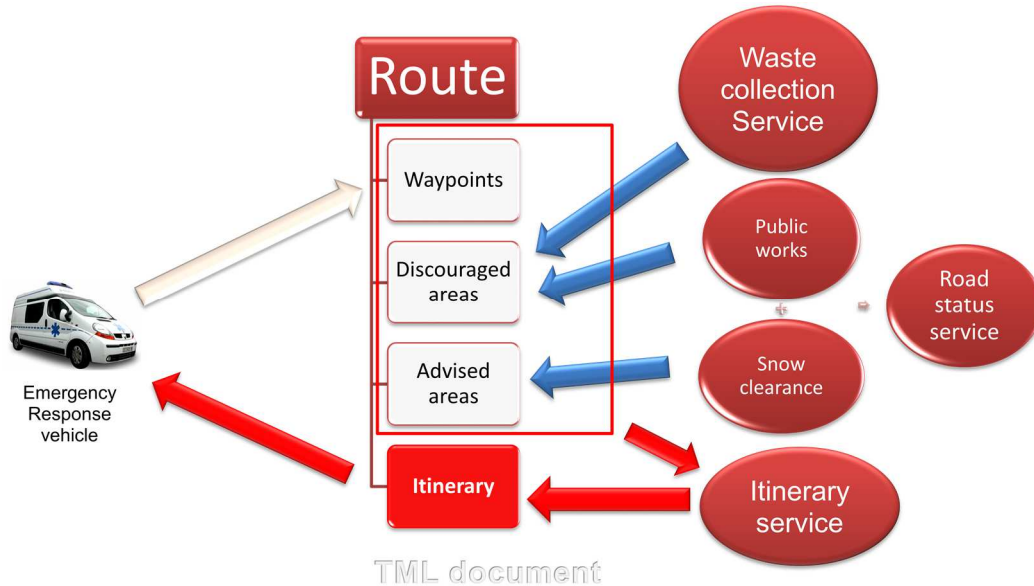 Route
Waypoints
Discouraged
areas
Advised
areas
Itinerary
Emergency
Response
vehicle
Waste
collection
Service
Public
works
+
Snow
clearance
Road
status
service
Itinerary
service
TML document